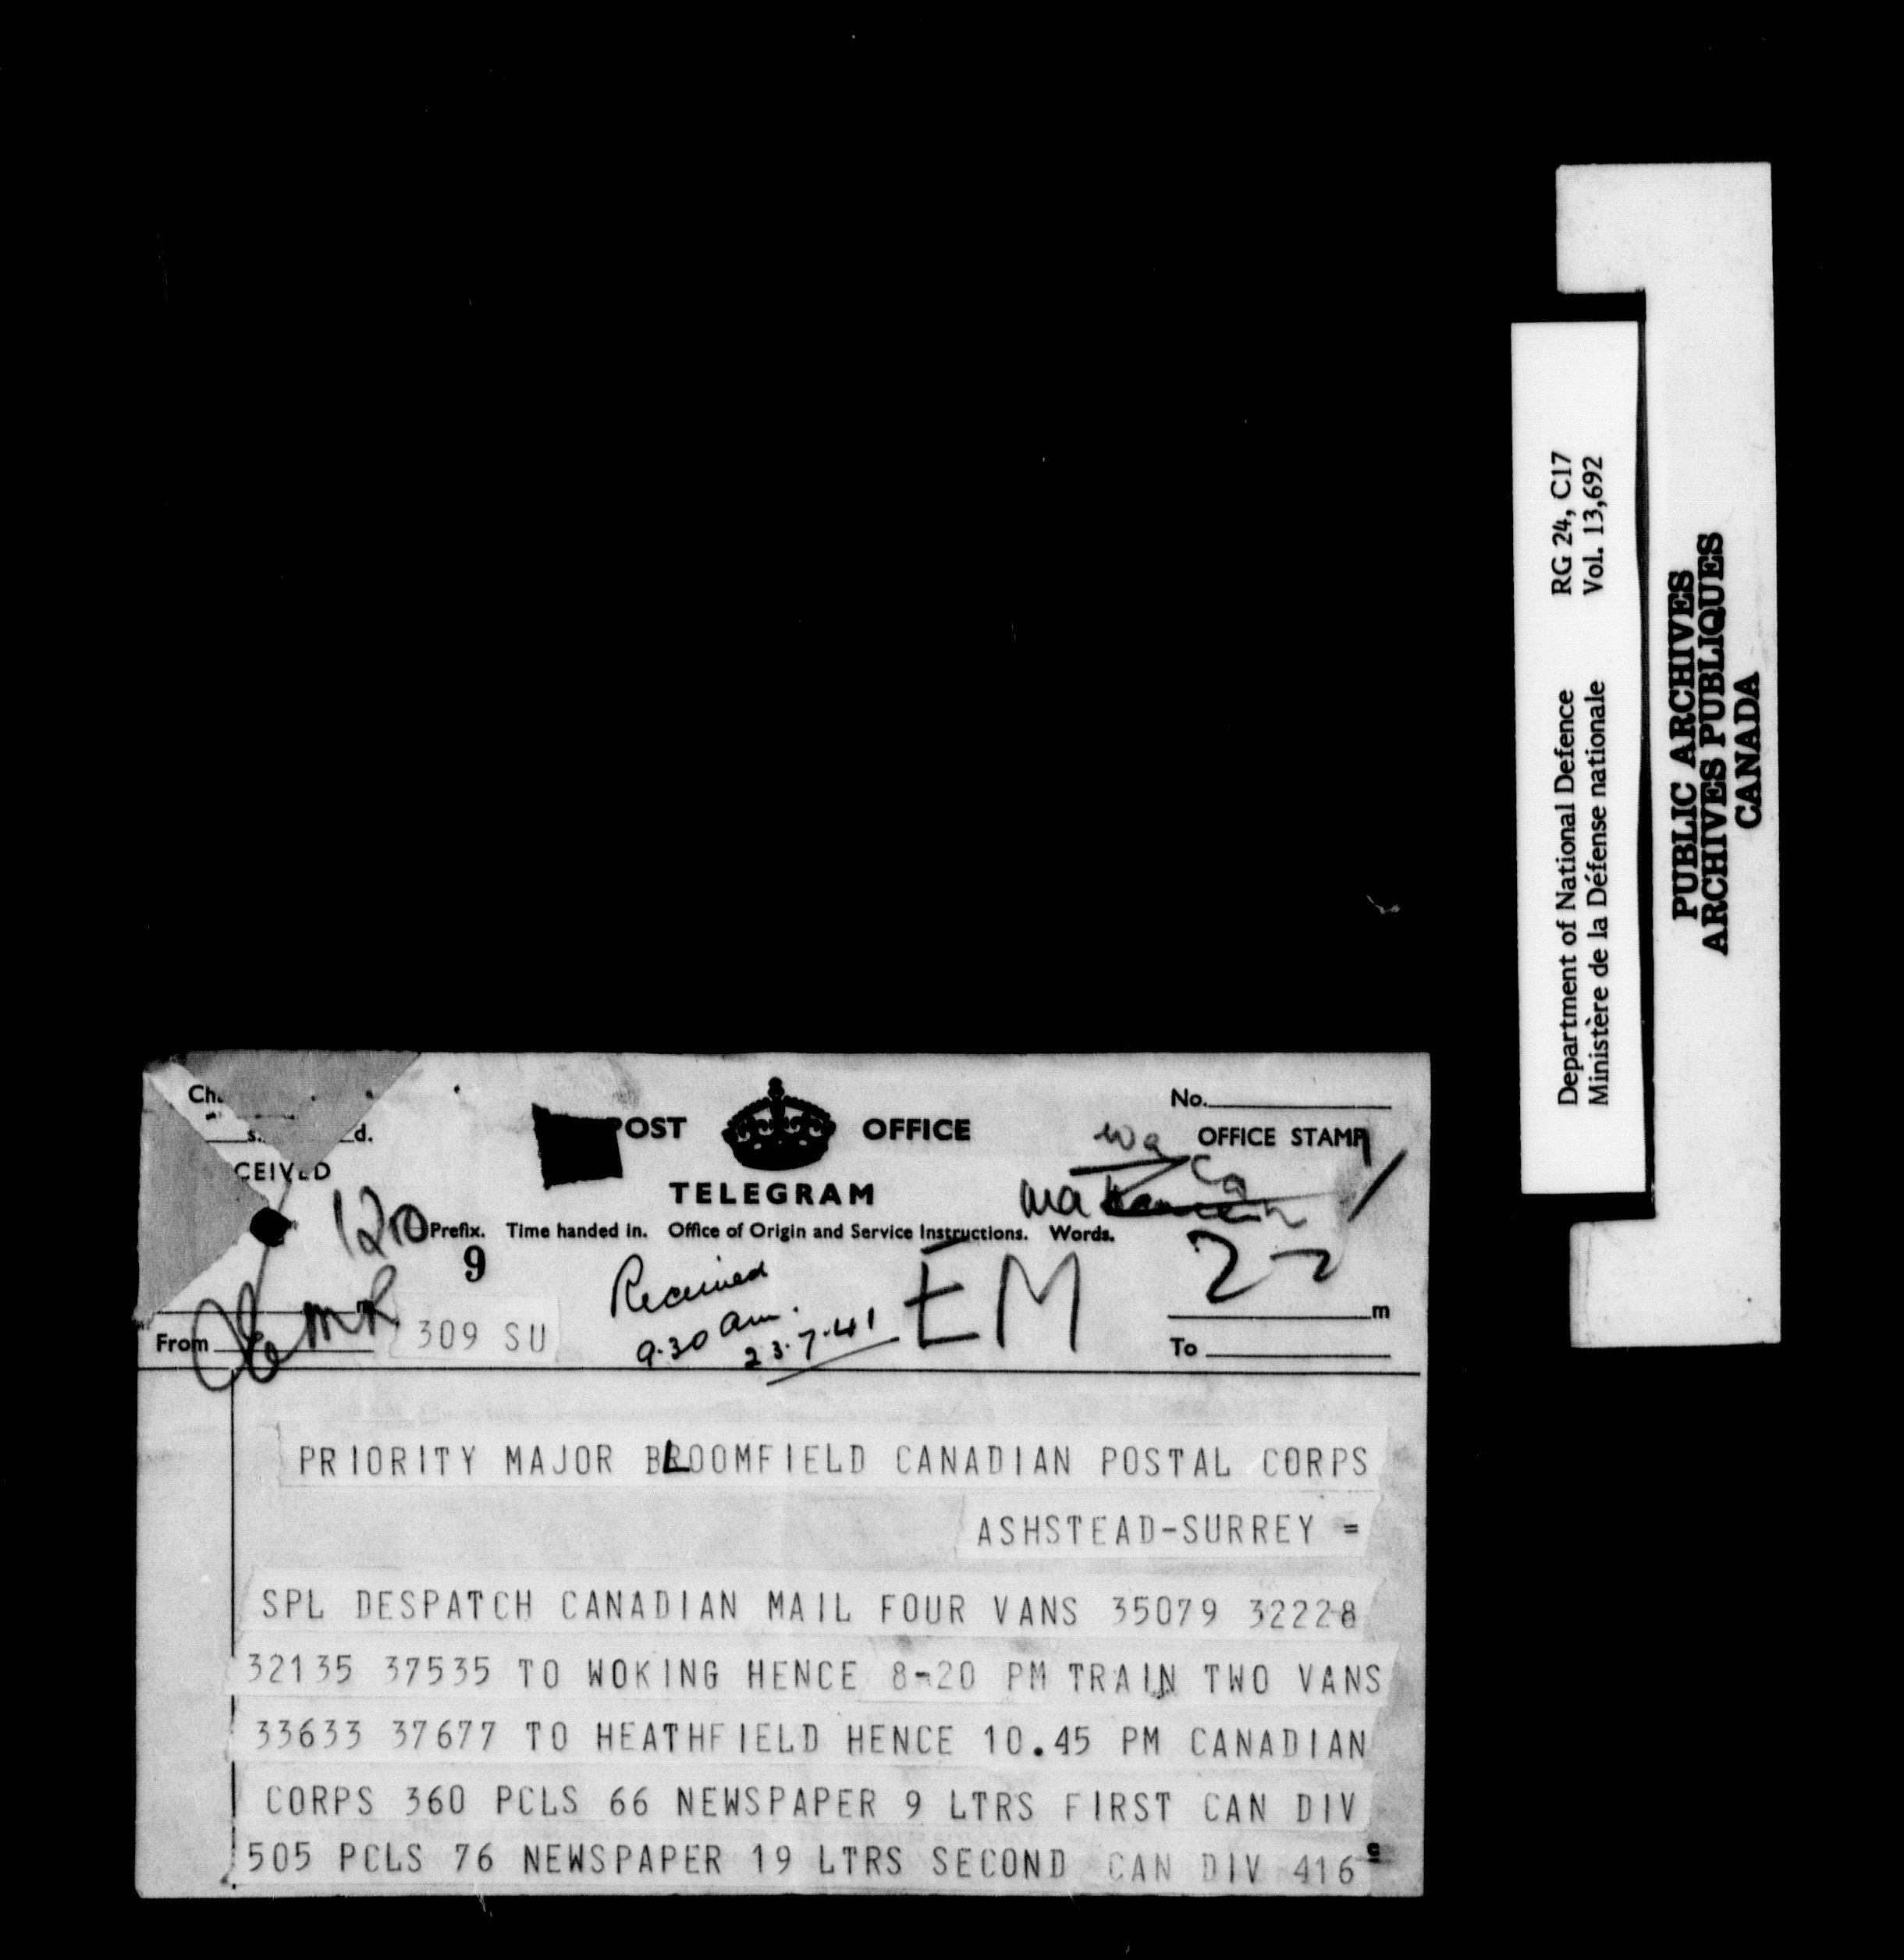 RG 24, C17
Vol. 13,692
Department of National Defence
Ministère de la Défense nationale
PUBLIC ARCHIVES
ARCHIVES PUBLIQUES
CANADA
No.
POST OFFICE
OFFICE STAMP
s. d.
TELEGRAM
Prefix. Time handed in. Office of Origin and Service Instructions. Words.
9
Received
9.30 am.
23.7.41
EM
22
m
From
309 SU
To
PRIORITY MAJOR BLOOMFIELD CANADIAN POSTAL CORPS
ASHSTEAD-SURREY =
SPL DESPATCH CANADIAN MAIL FOUR VANS 35079 32228
32135 37535 TO WOKING HENCE 8-20 PM TRAIN TWO VANS
33633 37677 TO HEATHFIELD HENCE 10.45 PM CANADIAN
CORPS 360 PCLS 66 NEWSPAPER 9 LTRS FIRST CAN DIV
505 PCLS 76 NEWSPAPER 19 LTRS SECOND CAN DIV 416